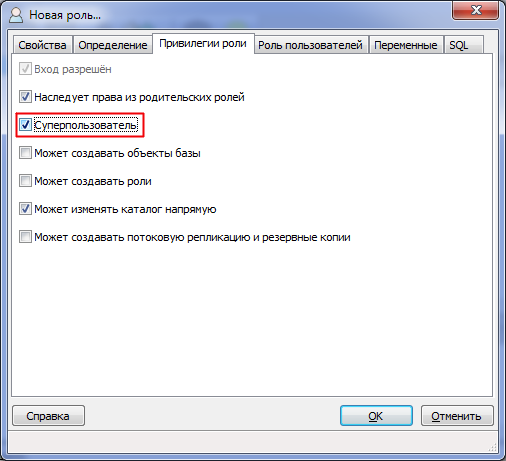 Новая роль...
Свойства Определение Привилегии роли Роль пользователей Переменные SQL
Вход разрешён
Наследует права из родительских ролей
Суперпользователь
Может создавать объекты базы
Может создавать роли
Может изменять каталог напрямую
Может создавать потоковую репликацию и резервные копии
Справка OK Отменить